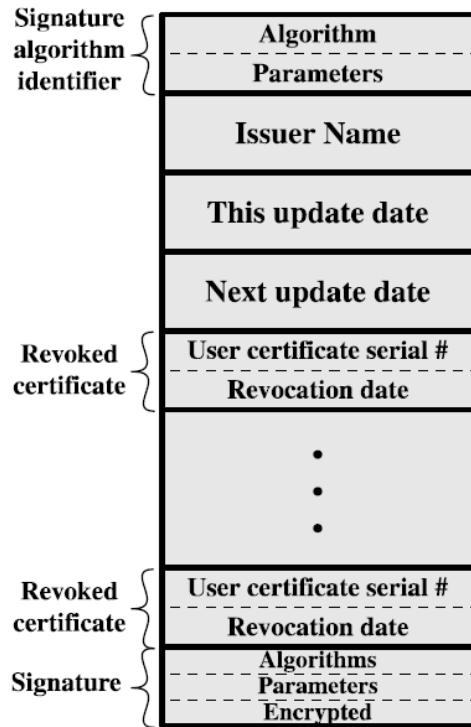 Signature
algorithm
identifier
Algorithm
Parameters
Issuer Name
This update date
Next update date
Revoked
certificate
User certificate serial #
Revocation date
Revoked
certificate
User certificate serial #
Revocation date
Signature
Algorithms
Parameters
Encrypted